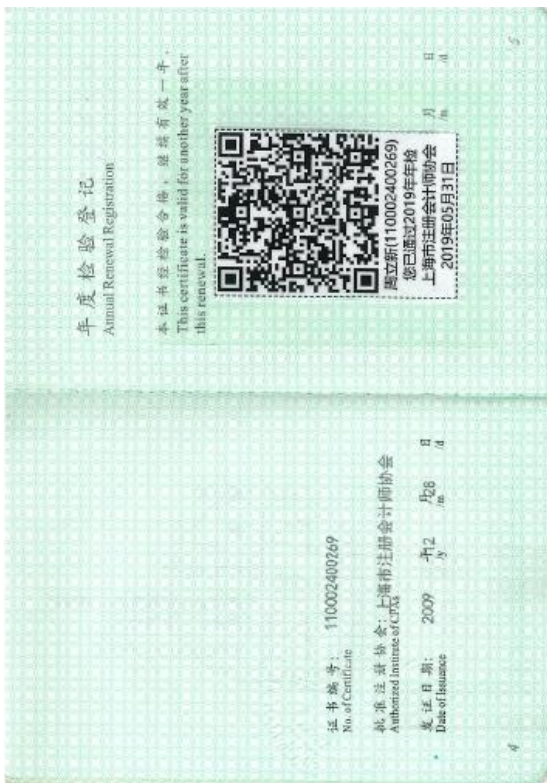 年度检验登记
Annual Renewal Registration
本证书经检验合格，继续有效一年。
This certificate is valid for another year after
this renewal.
周立新(110002400269)
您已通过2019年年检
上海市注册会计师协会
2019年05月31日
月 日
/m /d
5
证书编号： 110002400269
No. of Certificate
批准注册协会：上海市注册会计师协会
Authorized Institute of CPAs
发证日期： 2009 年12 月28 日
Date of Issuance /y /m /d
4